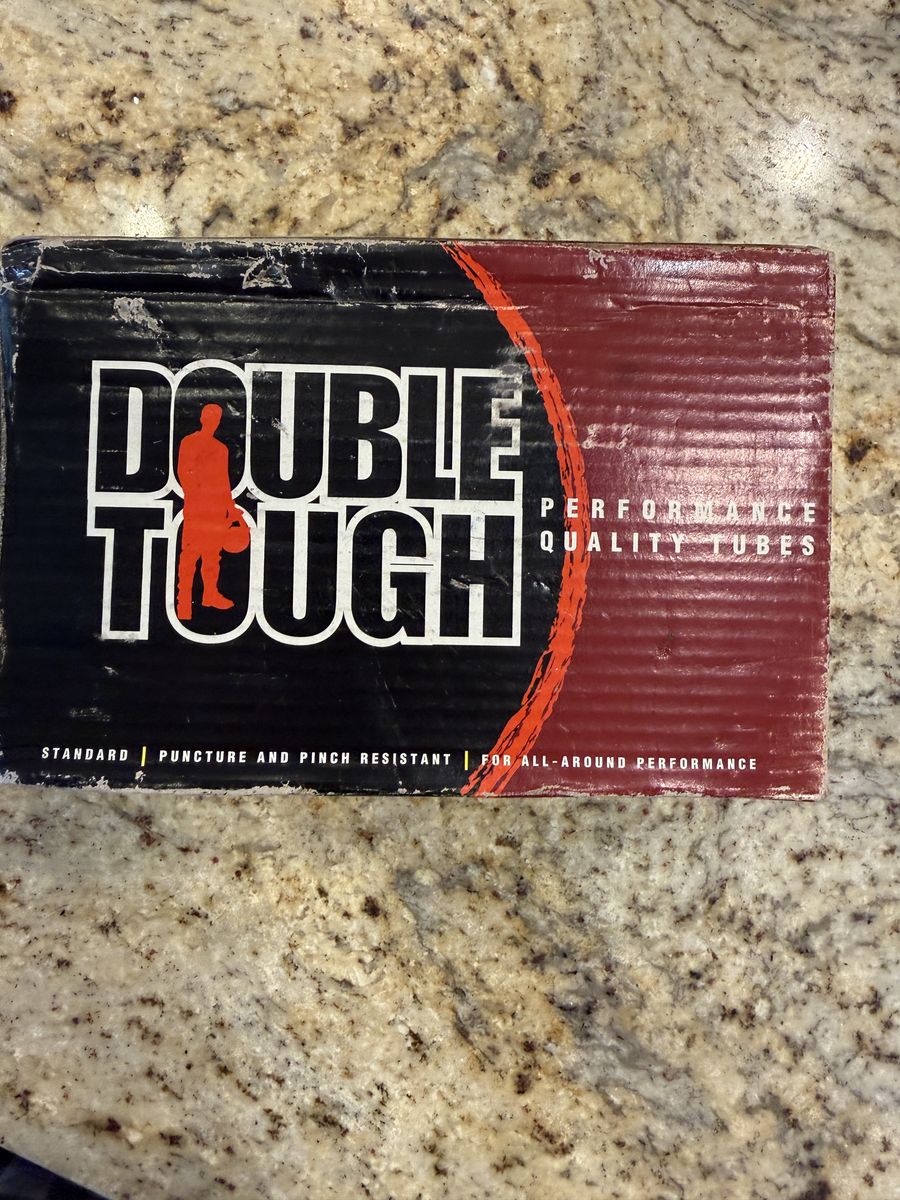 DOUBLE
TOUGH
PERFORMANCE
QUALITY TUBES
STANDARD | PUNCTURE AND PINCH RESISTANT | FOR ALL-AROUND PERFORMANCE